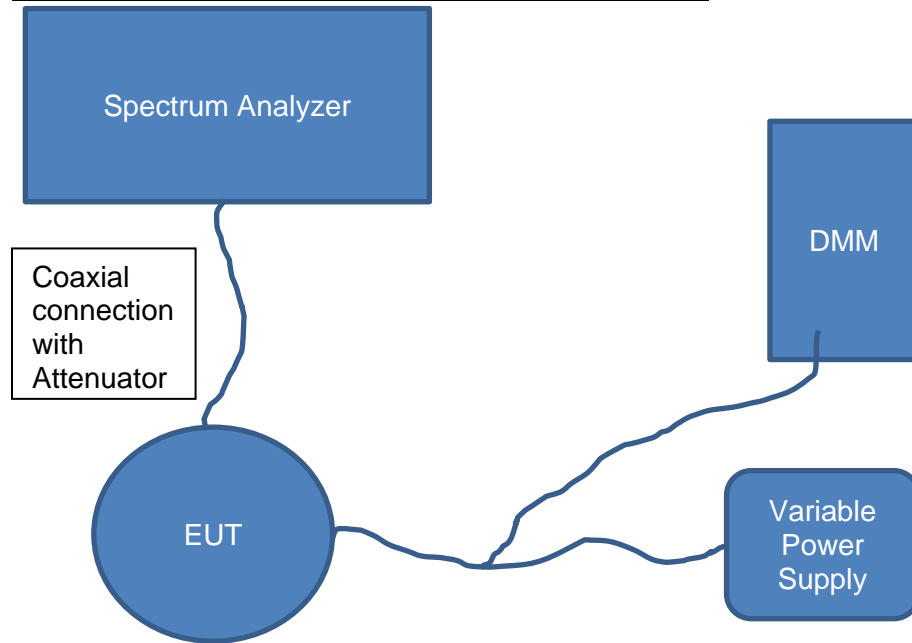 Spectrum Analyzer
DMM
Coaxial
connection
with
Attenuator
EUT
Variable
Power
Supply